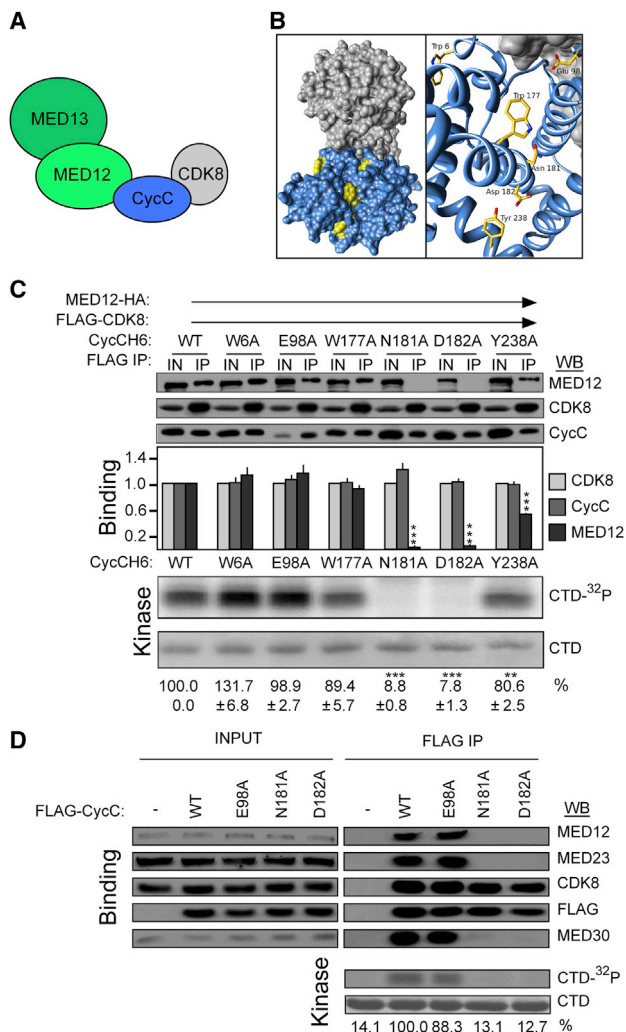 A
MED13
MED12
CycC
CDK8
B
Trp 6
Glu 98
Trp 177
Asn 181
Asp 182
Tyr 238
C
MED12-HA:
FLAG-CDK8:
CycCH6: WT W6A E98A W177A N181A D182A Y238A
FLAG IP: IN IP IN IP IN IP IN IP IN IP IN IP IN IP WB
MED12
CDK8
CycC
Binding
1.4
1.0
0.6
0.2
*** *** ***
CDK8
CycC
MED12
CycCH6: WT W6A E98A W177A N181A D182A Y238A
Kinase
CTD-32P
CTD
*** *** **
100.0 131.7 98.9 89.4 8.8 7.8 80.6 %
0.0 ±6.8 ±2.7 ±5.7 ±0.8 ±1.3 ±2.5
D
INPUT FLAG IP
FLAG-CycC: - WT E98A N181A D182A - WT E98A N181A D182A WB
Binding
MED12
MED23
CDK8
FLAG
MED30
Kinase
CTD-32P
CTD
14.1 100.0 88.3 13.1 12.7 %